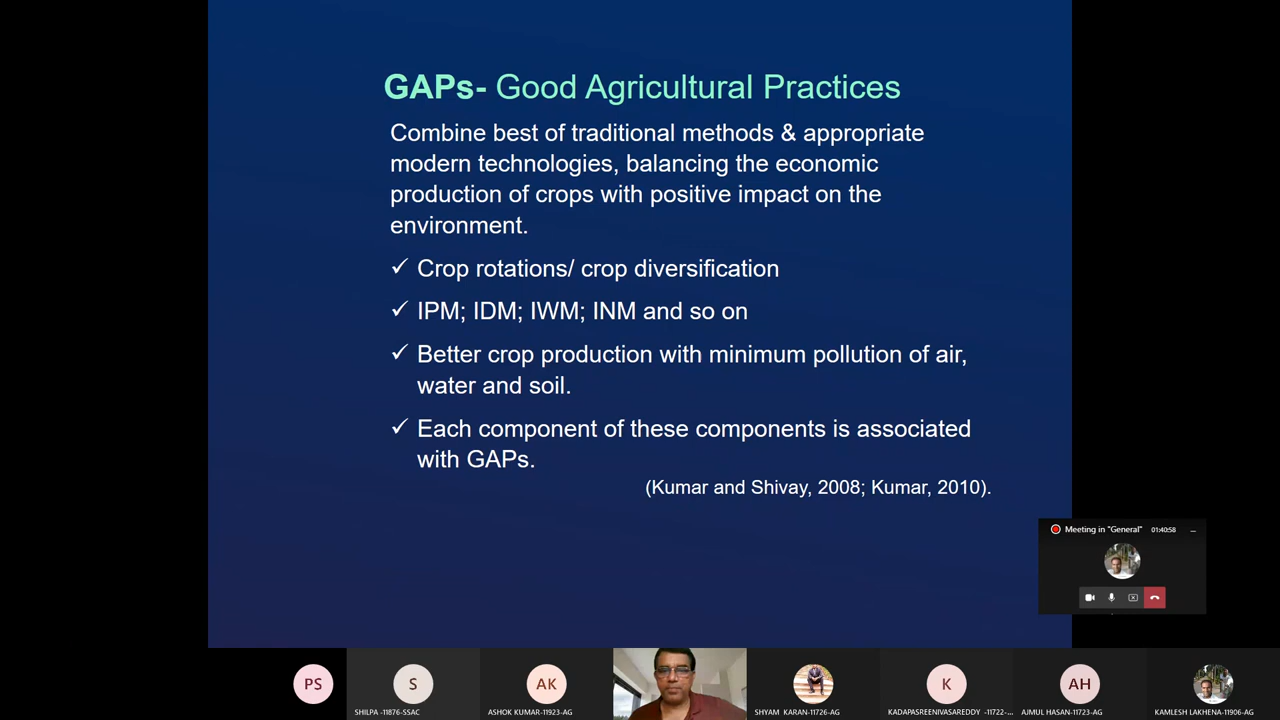 GAPs- Good Agricultural Practices
Combine best of traditional methods & appropriate
modern technologies, balancing the economic
production of crops with positive impact on the
environment.
✓ Crop rotations/ crop diversification
✓ IPM; IDM; IWM; INM and so on
✓ Better crop production with minimum pollution of air,
water and soil.
✓ Each component of these components is associated
with GAPs.
(Kumar and Shivay, 2008; Kumar, 2010).
Meeting in "General" 01:40:58
PS
S
AK
K
AH
SHILPA -11876-SSAC
ASHOK KUMAR-11923-AG
SHYAM KARAN-11726-AG
KADAPASREENIVASAREDDY -11722-...
AJMUL HASAN-11723-AG
KAMLESH LAKHENA-11906-AG